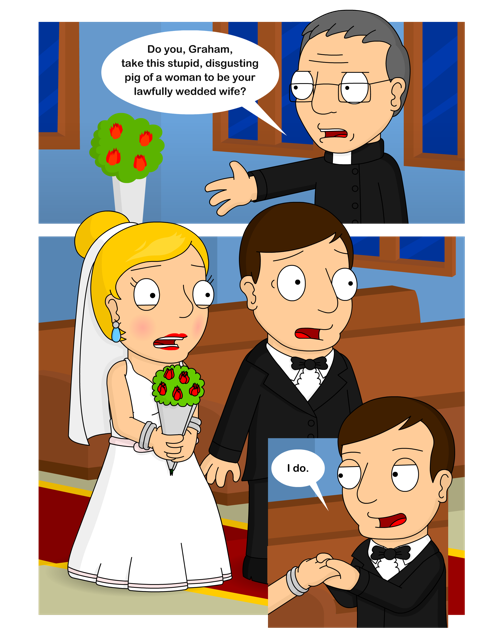 Do you, Graham,
take this stupid, disgusting
pig of a woman to be your
lawfully wedded wife?
I do.